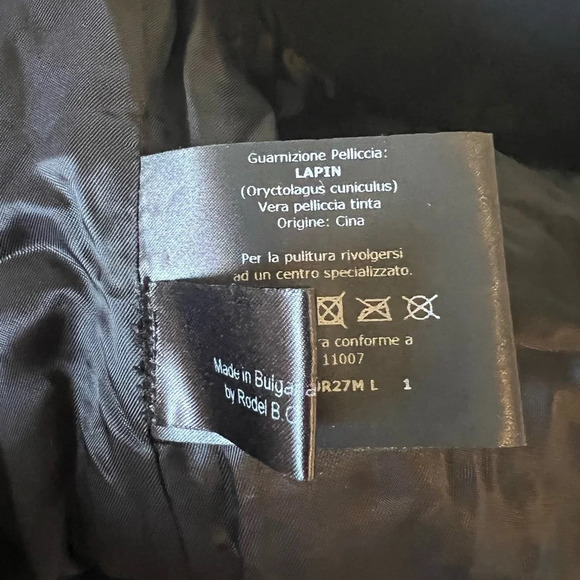 Guarnizione Pelliccia:
LAPIN
(Oryctolagus cuniculus)
Vera pelliccia tinta
Origine: Cina
Per la pulitura rivolgersi
ad un centro specializzato.
conforme a
11007
R27M L 1
Made in Bulgaria
by Rodel B.C